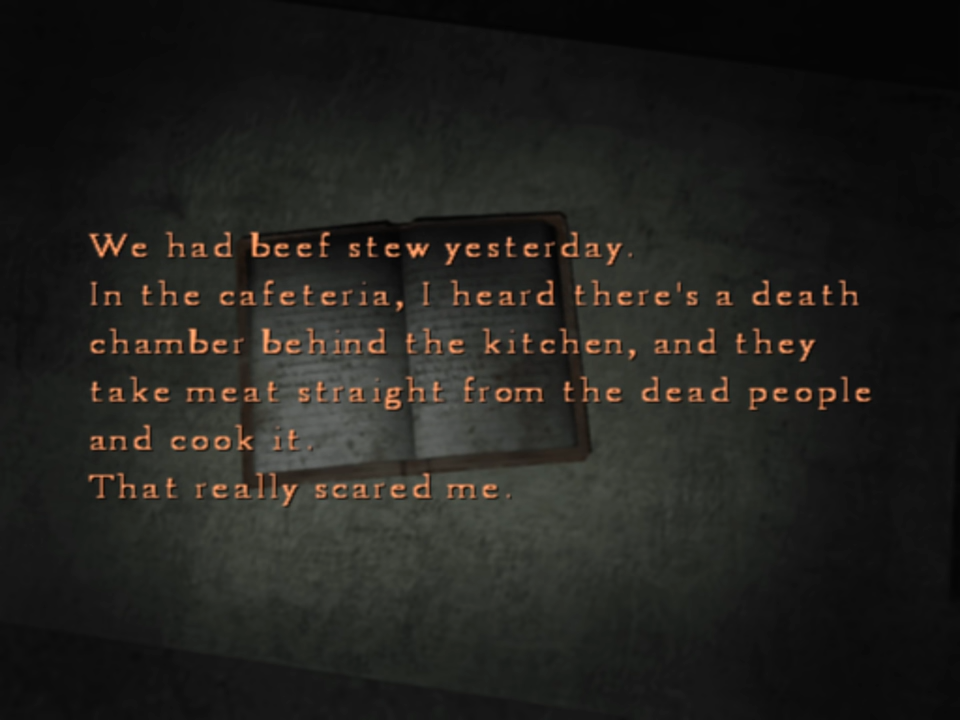 We had beef stew yesterday.
In the cafeteria, I heard there's a death
chamber behind the kitchen, and they
take meat straight from the dead people
and cook it.
That really scared me.